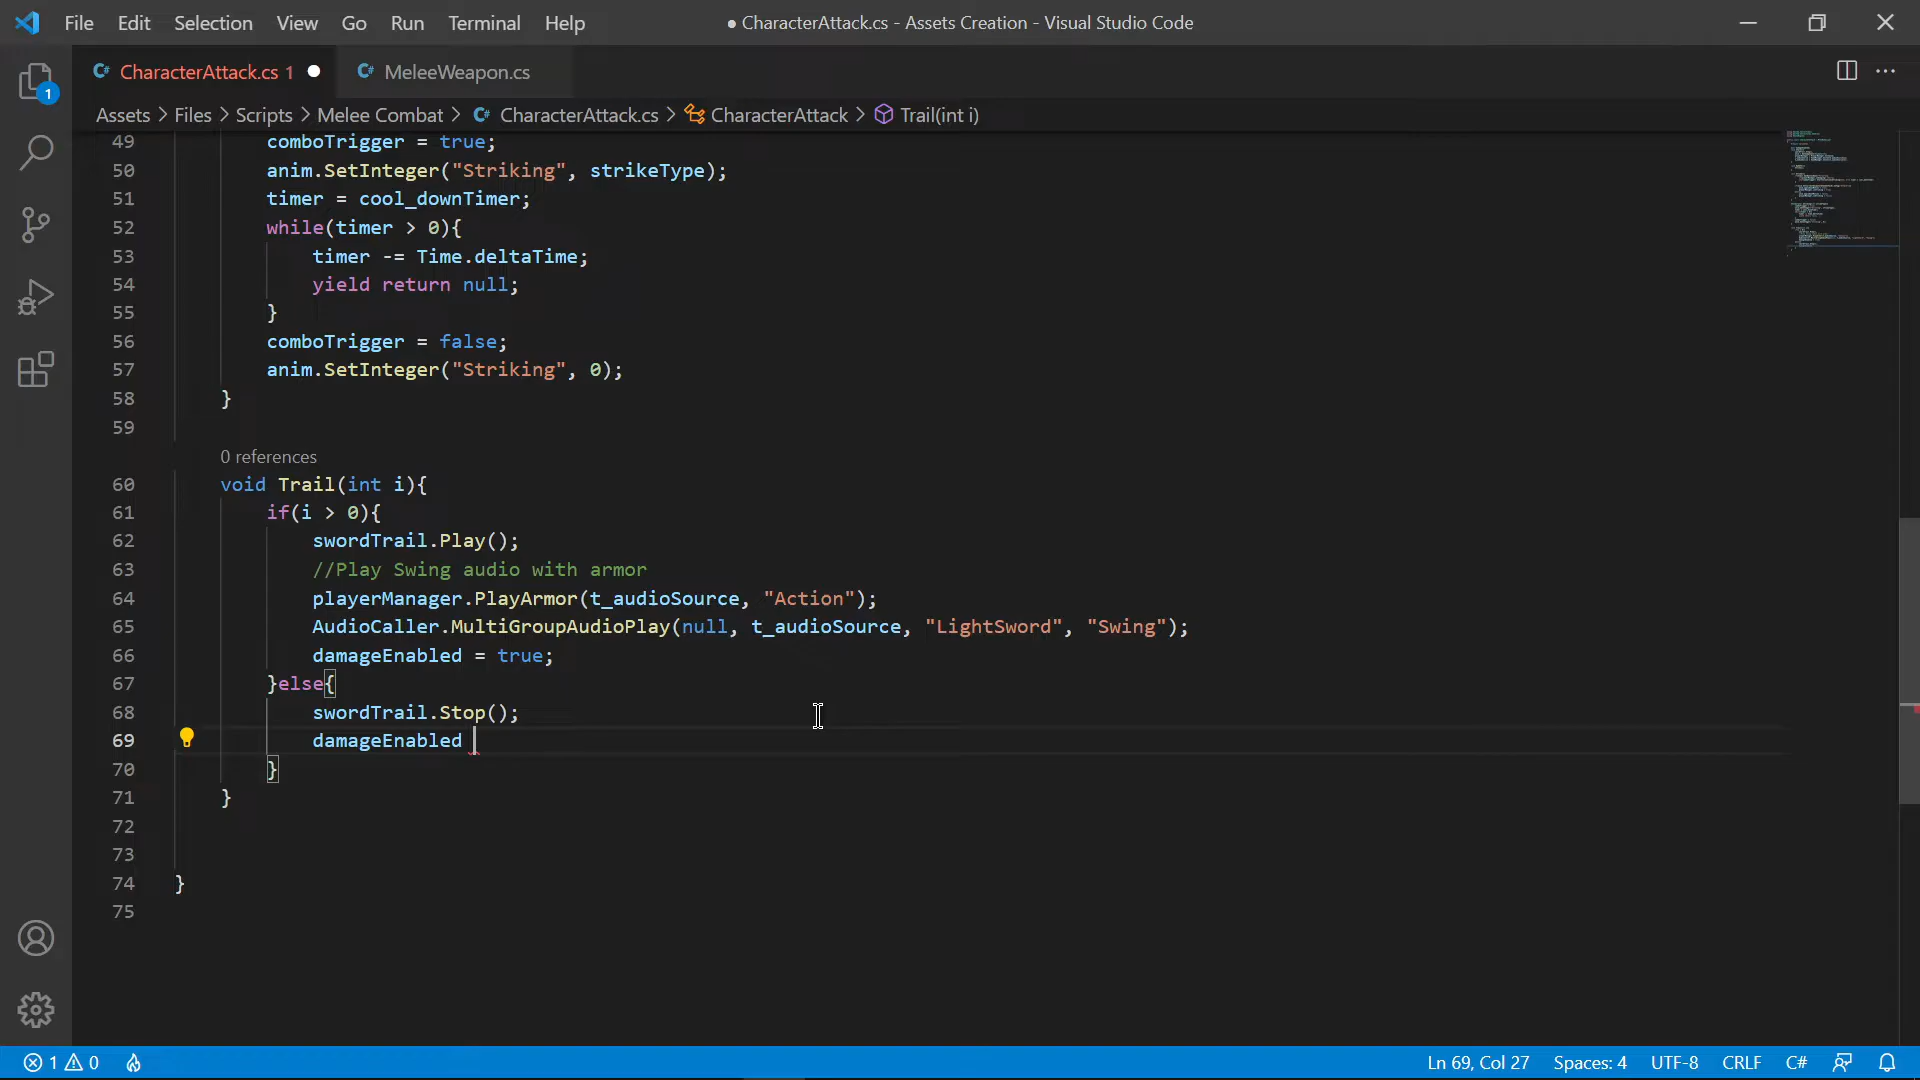 File Edit Selection View Go Run Terminal Help
● CharacterAttack.cs - Assets Creation - Visual Studio Code
1
CharacterAttack.cs 1
MeleeWeapon.cs
Assets > Files > Scripts > Melee Combat > CharacterAttack.cs > CharacterAttack > Trail(int i)
49 comboTrigger = true;
50 anim.SetInteger("Striking", strikeType);
51 timer = cool_downTimer;
52 while(timer > 0){
53 timer -= Time.deltaTime;
54 yield return null;
55 }
56 comboTrigger = false;
57 anim.SetInteger("Striking", 0);
58 }
59
0 references
60 void Trail(int i){
61 if(i > 0){
62 swordTrail.Play();
63 //Play Swing audio with armor
64 playerManager.PlayArmor(t_audioSource, "Action");
65 AudioCaller.MultiGroupAudioPlay(null, t_audioSource, "LightSword", "Swing");
66 damageEnabled = true;
67 }else{
68 swordTrail.Stop();
69 damageEnabled
70 }
71 }
72
73
74 }
75
1 0
Ln 69, Col 27 Spaces: 4 UTF-8 CRLF C#